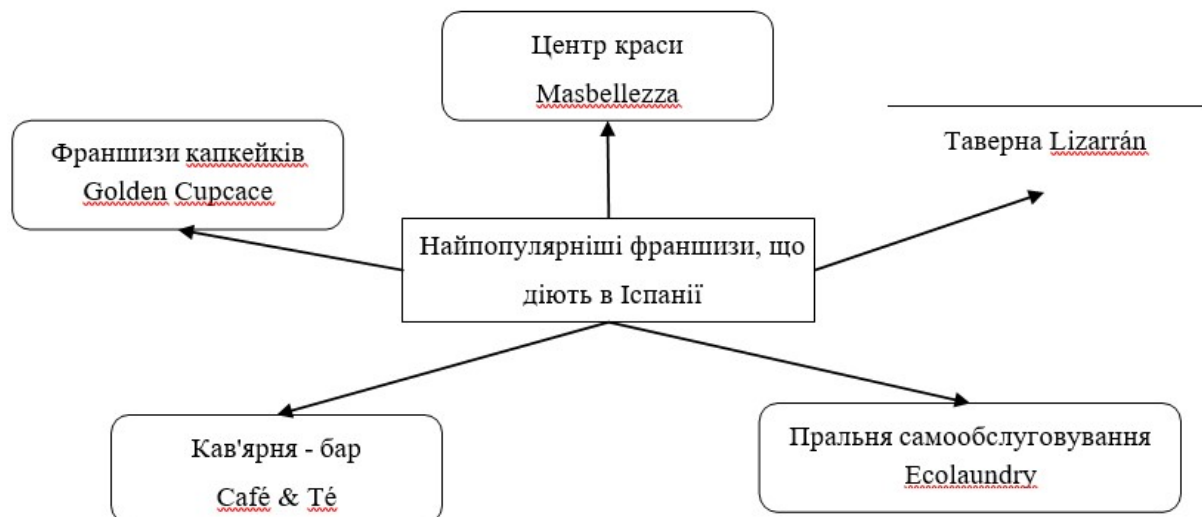 Центр краси
Masbellezza
Таверна Lizarrán
Франшизи капкейків
Golden Cupcace
Найпопулярніші франшизи, що
діють в Іспанії
Кав'ярня - бар
Café & Té
Пральня самообслуговування
Ecolaundry